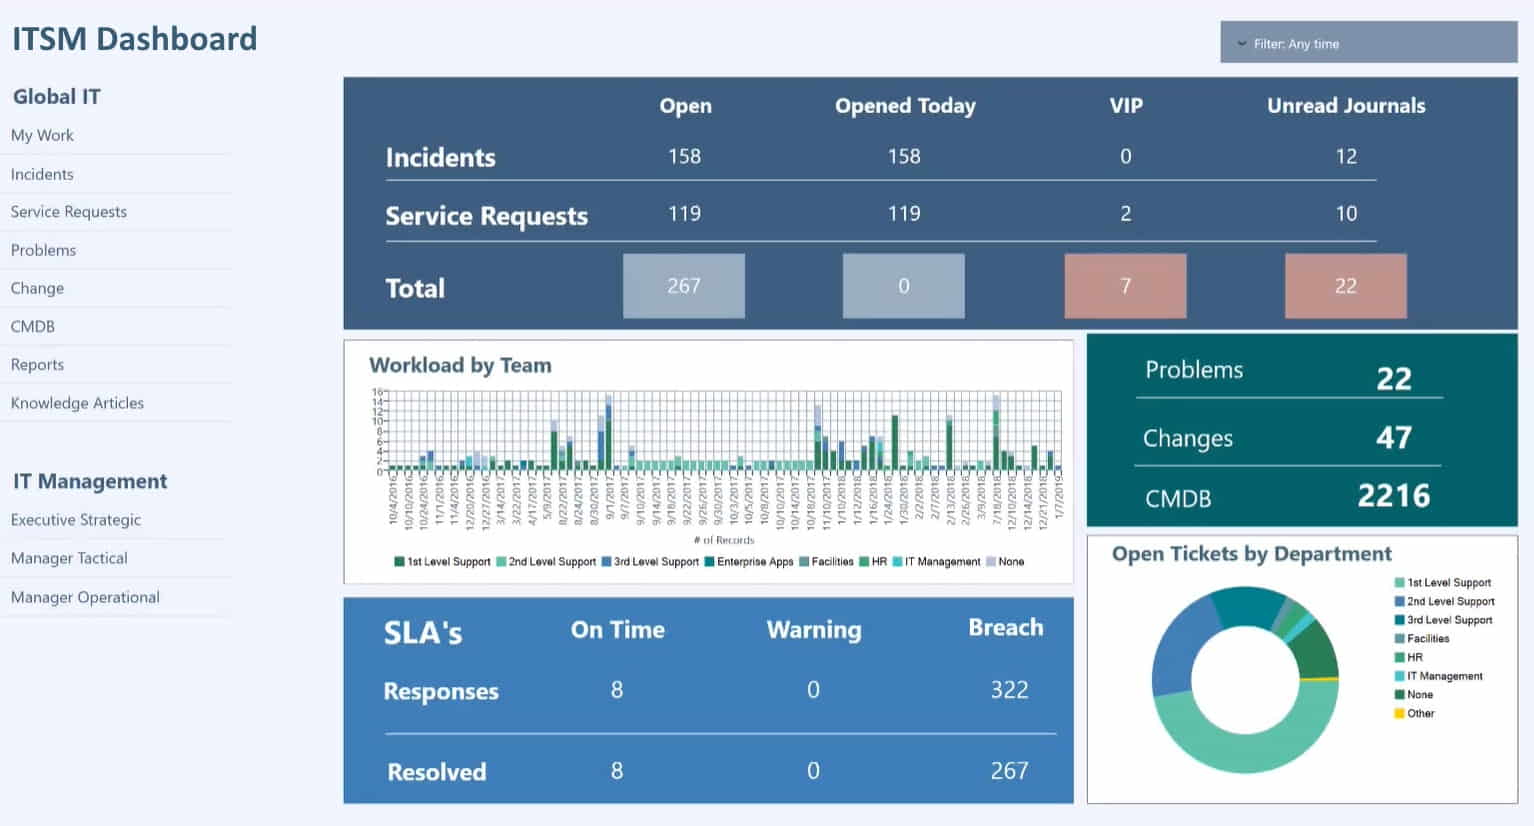 ITSM Dashboard
Filter: Any time
Global IT
My Work
Incidents
Service Requests
Problems
Change
CMDB
Reports
Knowledge Articles
IT Management
Executive Strategic
Manager Tactical
Manager Operational
Open Opened Today VIP Unread Journals
Incidents 158 158 0 12
Service Requests 119 119 2 10
Total 267 0 7 22
Workload by Team
16
14
12
10
8
6
4
2
0
10/4/2016 10/10/2016 10/24/2016 11/1/2016 11/4/2016 12/20/2016 12/27/2016 3/14/2017 3/22/2017 4/17/2017 5/9/2017 8/22/2017 8/24/2017 8/30/2017 9/1/2017 9/7/2017 9/10/2017 9/14/2017 9/18/2017 9/22/2017 9/26/2017 9/30/2017 10/3/2017 10/5/2017 10/8/2017 10/10/2017 10/14/2017 10/18/2017 11/10/2017 1/10/2018 1/12/2018 1/16/2018 1/24/2018 1/30/2018 2/2/2018 2/7/2018 2/13/2018 2/26/2018 3/9/2018 7/18/2018 12/10/2018 12/14/2018 12/21/2018 1/7/2019
# of Records
1st Level Support 2nd Level Support 3rd Level Support Enterprise Apps Facilities HR IT Management None
Problems 22
Changes 47
CMDB 2216
SLA's On Time Warning Breach
Responses 8 0 322
Resolved 8 0 267
Open Tickets by Department
1st Level Support
2nd Level Support
3rd Level Support
Facilities
HR
IT Management
None
Other